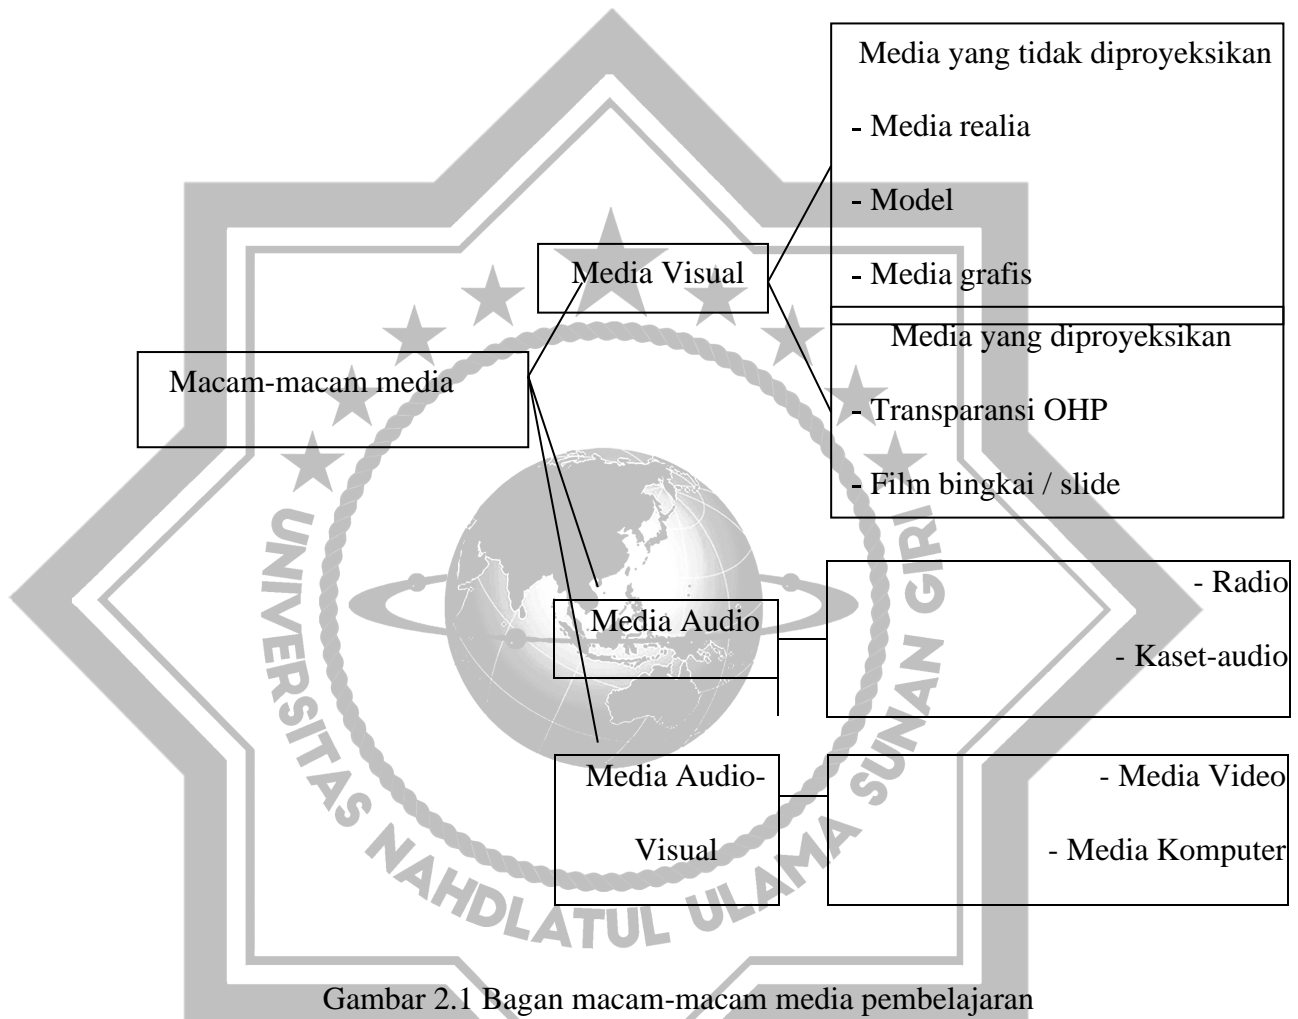 Media yang tidak diproyeksikan
- Media realia
- Model
- Media grafis
Media Visual
Media yang diproyeksikan
- Transparansi OHP
- Film bingkai / slide
Macam-macam media
- Radio
- Kaset-audio
Media Audio
- Media Video
- Media Komputer
Media Audio-
Visual
UNIVERSITAS NAHDLATUL ULAMA SUNAN GIRI
Gambar 2.1 Bagan macam-macam media pembelajaran